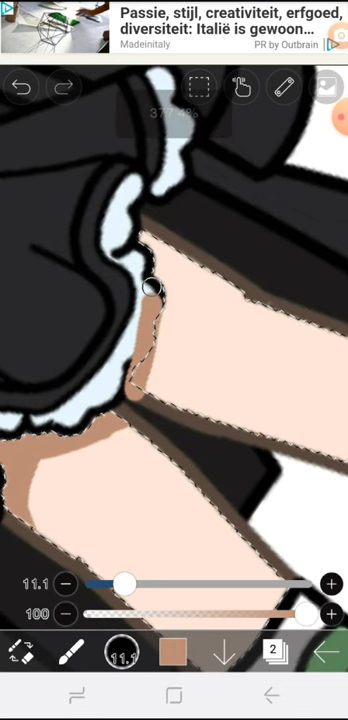 Passie, stijl, creativiteit, erfgoed,
diversiteit: Italië is gewoon...
Madeinitaly
PR by Outbrain
377.4%
11.1
100
11.1
2